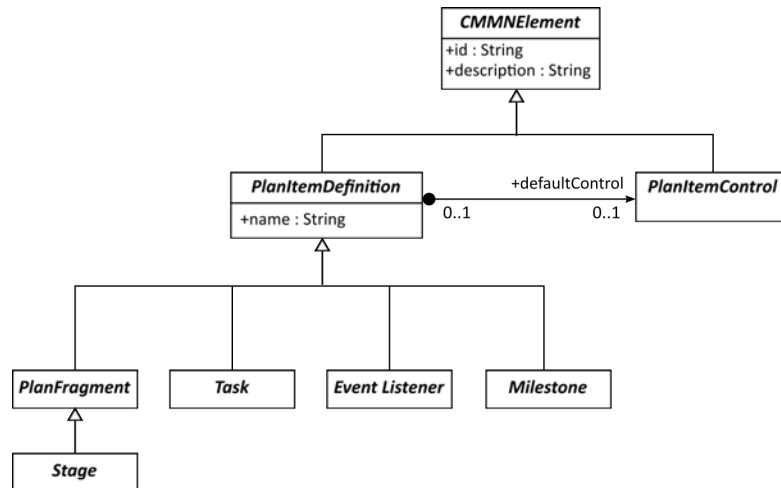 CMMNElement
+id : String
+description : String
PlanItemDefinition
+name : String
+defaultControl
0..1
0..1
PlanItemControl
PlanFragment
Task
Event Listener
Milestone
Stage